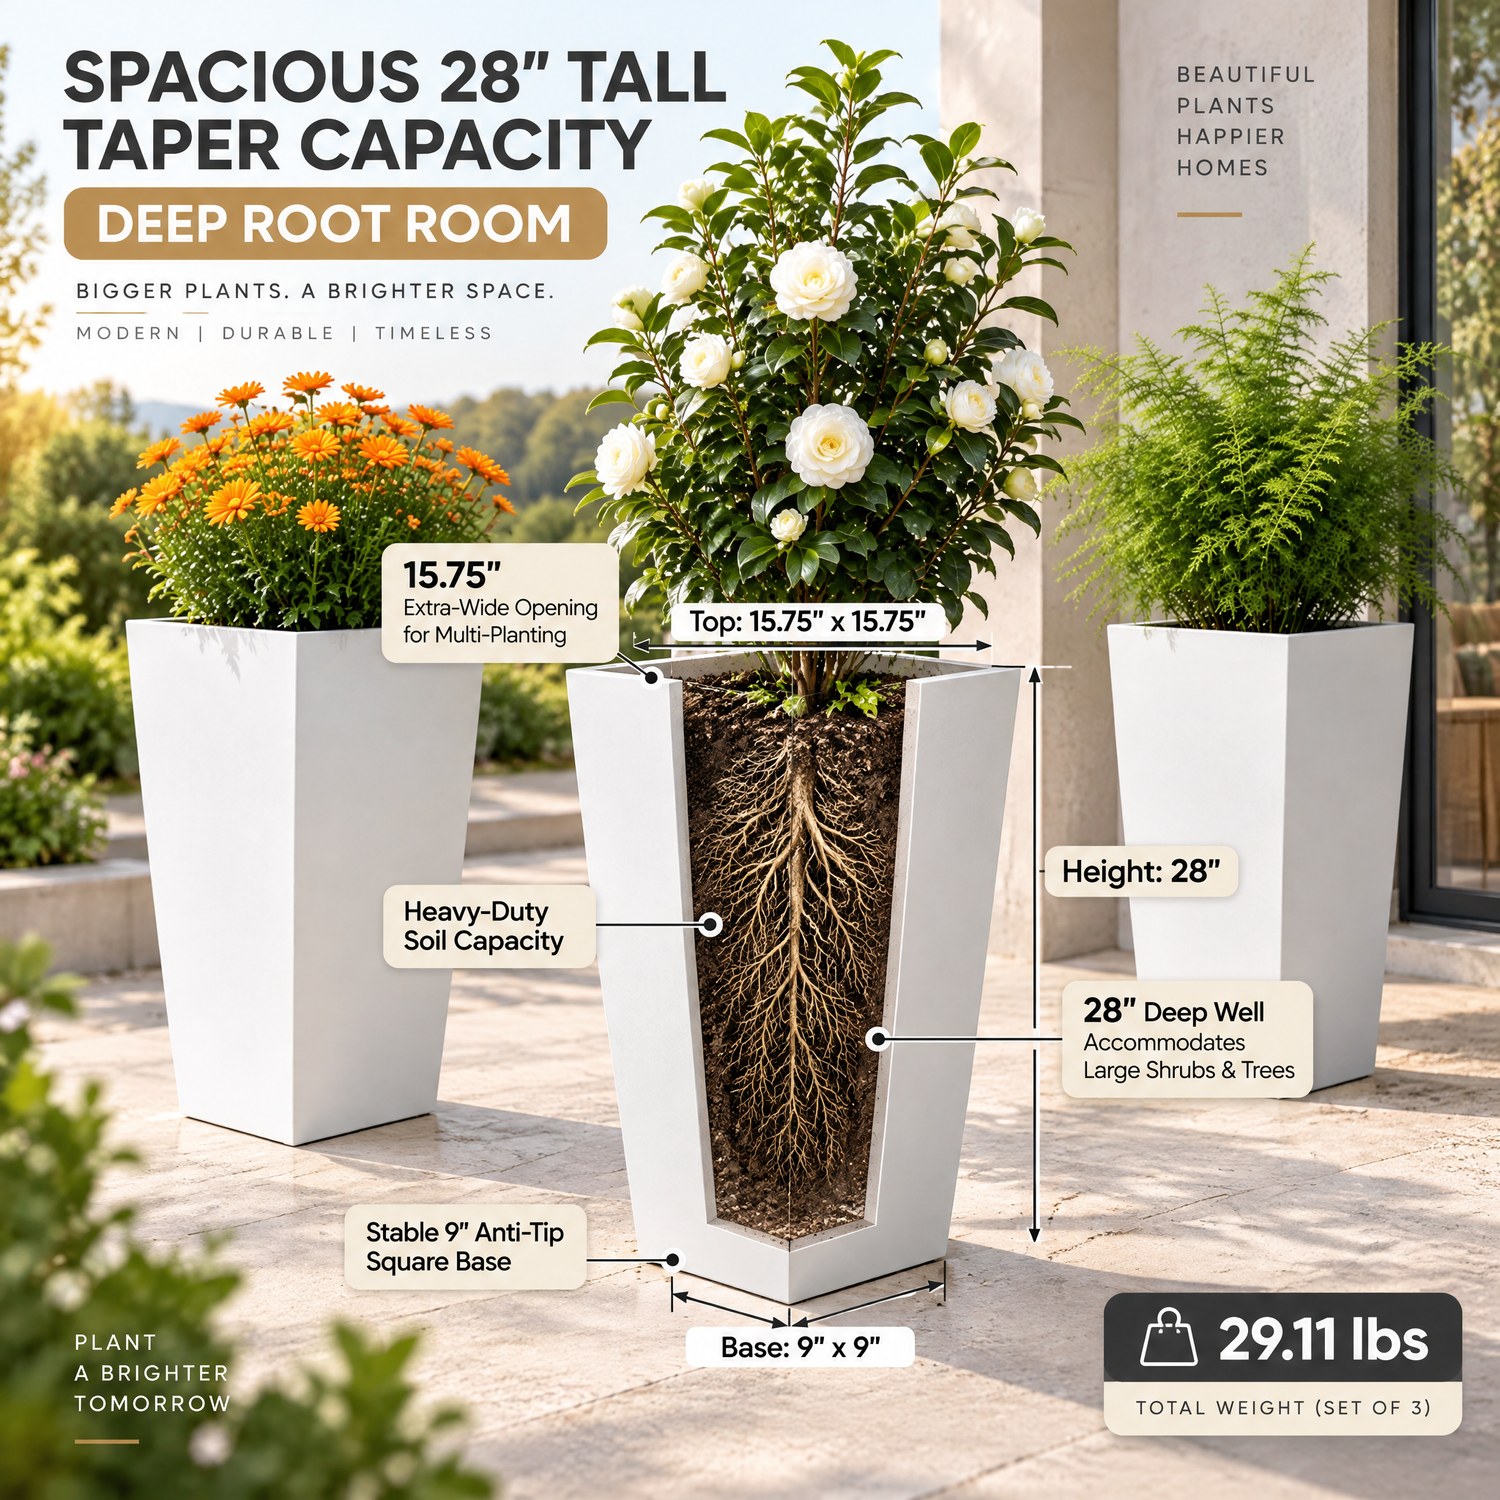 SPACIOUS 28" TALL
TAPER CAPACITY
DEEP ROOT ROOM
BIGGER PLANTS. A BRIGHTER SPACE.
MODERN | DURABLE | TIMELESS
BEAUTIFUL
PLANTS
HAPPIER
HOMES
15.75"
Extra-Wide Opening
for Multi-Planting
Top: 15.75" x 15.75"
Height: 28"
Heavy-Duty
Soil Capacity
28" Deep Well
Accommodates
Large Shrubs & Trees
Stable 9" Anti-Tip
Square Base
Base: 9" x 9"
PLANT
A BRIGHTER
TOMORROW
29.11 lbs
TOTAL WEIGHT (SET OF 3)